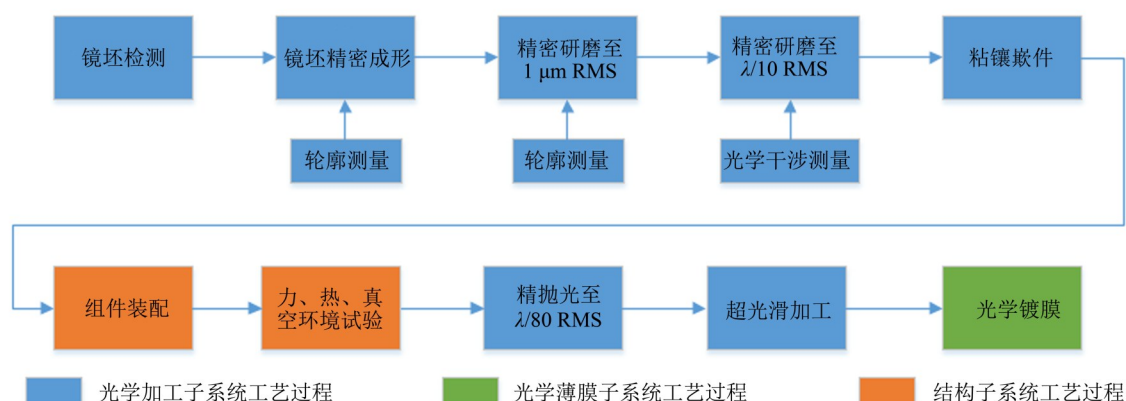 镜坯检测
镜坯精密成形
精密研磨至
1 μm RMS
精密研磨至
λ/10 RMS
粘镶嵌件
轮廓测量
轮廓测量
光学干涉测量
组件装配
力、热、真
空环境试验
精抛光至
λ/80 RMS
超光滑加工
光学镀膜
光学加工子系统工艺过程
光学薄膜子系统工艺过程
结构子系统工艺过程